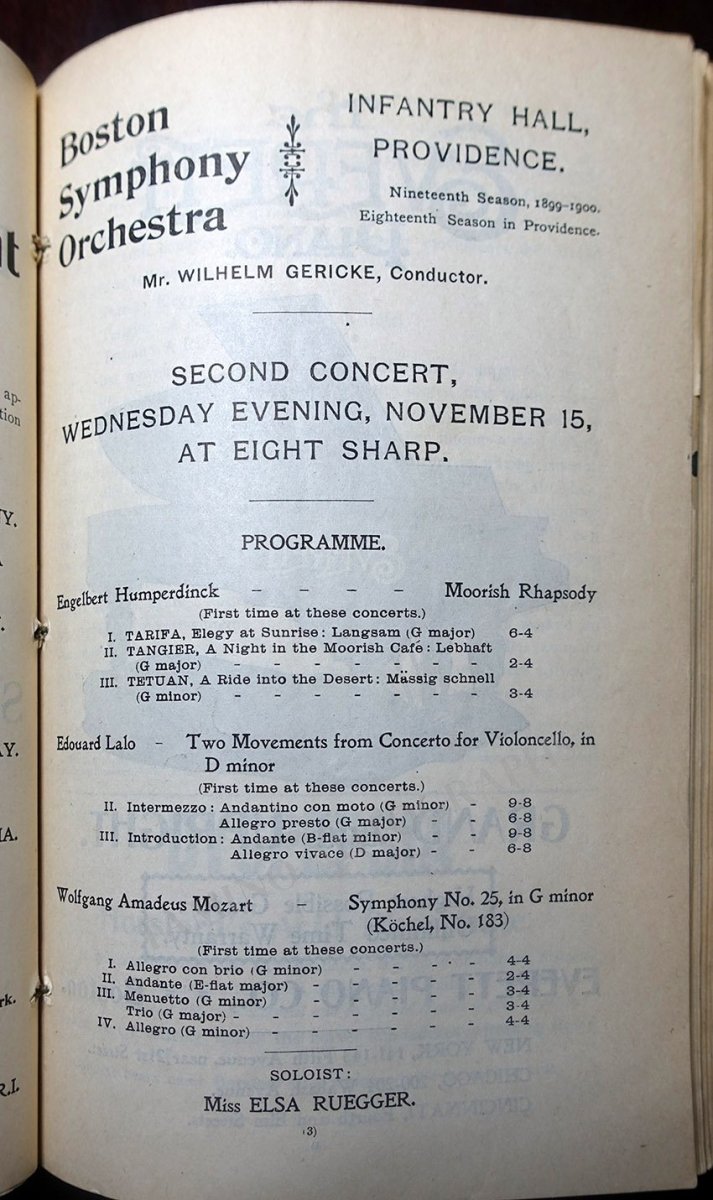 Boston
Symphony
Orchestra
INFANTRY HALL,
PROVIDENCE.
Nineteenth Season, 1899-1900.
Eighteenth Season in Providence.
Mr. WILHELM GERICKE, Conductor.
SECOND CONCERT,
WEDNESDAY EVENING, NOVEMBER 15,
AT EIGHT SHARP.
PROGRAMME.
Engelbert Humperdinck - - - - Moorish Rhapsody
(First time at these concerts.)
I. TARIFA, Elegy at Sunrise: Langsam (G major) 6-4
II. TANGIER, A Night in the Moorish Café: Lebhaft
(G major) - - - - - - - 2-4
III. TETUAN, A Ride into the Desert: Mässig schnell
(G minor) - - - - - - - 3-4
Edouard Lalo - Two Movements from Concerto for Violoncello, in
D minor
(First time at these concerts.)
II. Intermezzo: Andantino con moto (G minor) - 9-8
Allegro presto (G major) - - 6-8
III. Introduction: Andante (B-flat minor) - - 9-8
Allegro vivace (D major) - - 6-8
Wolfgang Amadeus Mozart - Symphony No. 25, in G minor
(Köchel, No. 183)
(First time at these concerts.)
I. Allegro con brio (G minor) - - - - 4-4
II. Andante (E-flat major) - - - - - 2-4
III. Menuetto (G minor) - - - - - 3-4
Trio (G major) - - - - - - - 3-4
IV. Allegro (G minor) - - - - - - 4-4
SOLOIST:
Miss ELSA RUEGGER.
(3)
ap-
tion
Y.
Y.
A.
rk.
R.I.